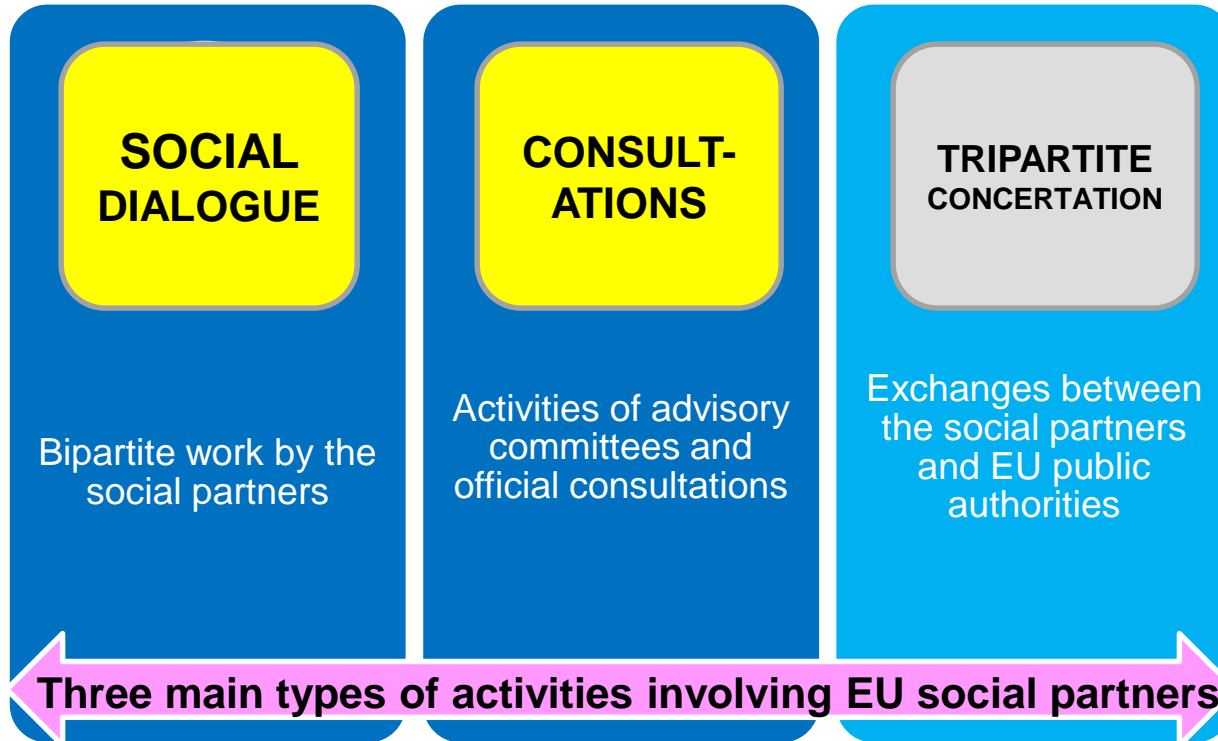 SOCIAL
DIALOGUE
Bipartite work by the
social partners
CONSULT-
ATIONS
Activities of advisory
committees and
official consultations
TRIPARTITE
CONCERTATION
Exchanges between
the social partners
and EU public
authorities
Three main types of activities involving EU social partners